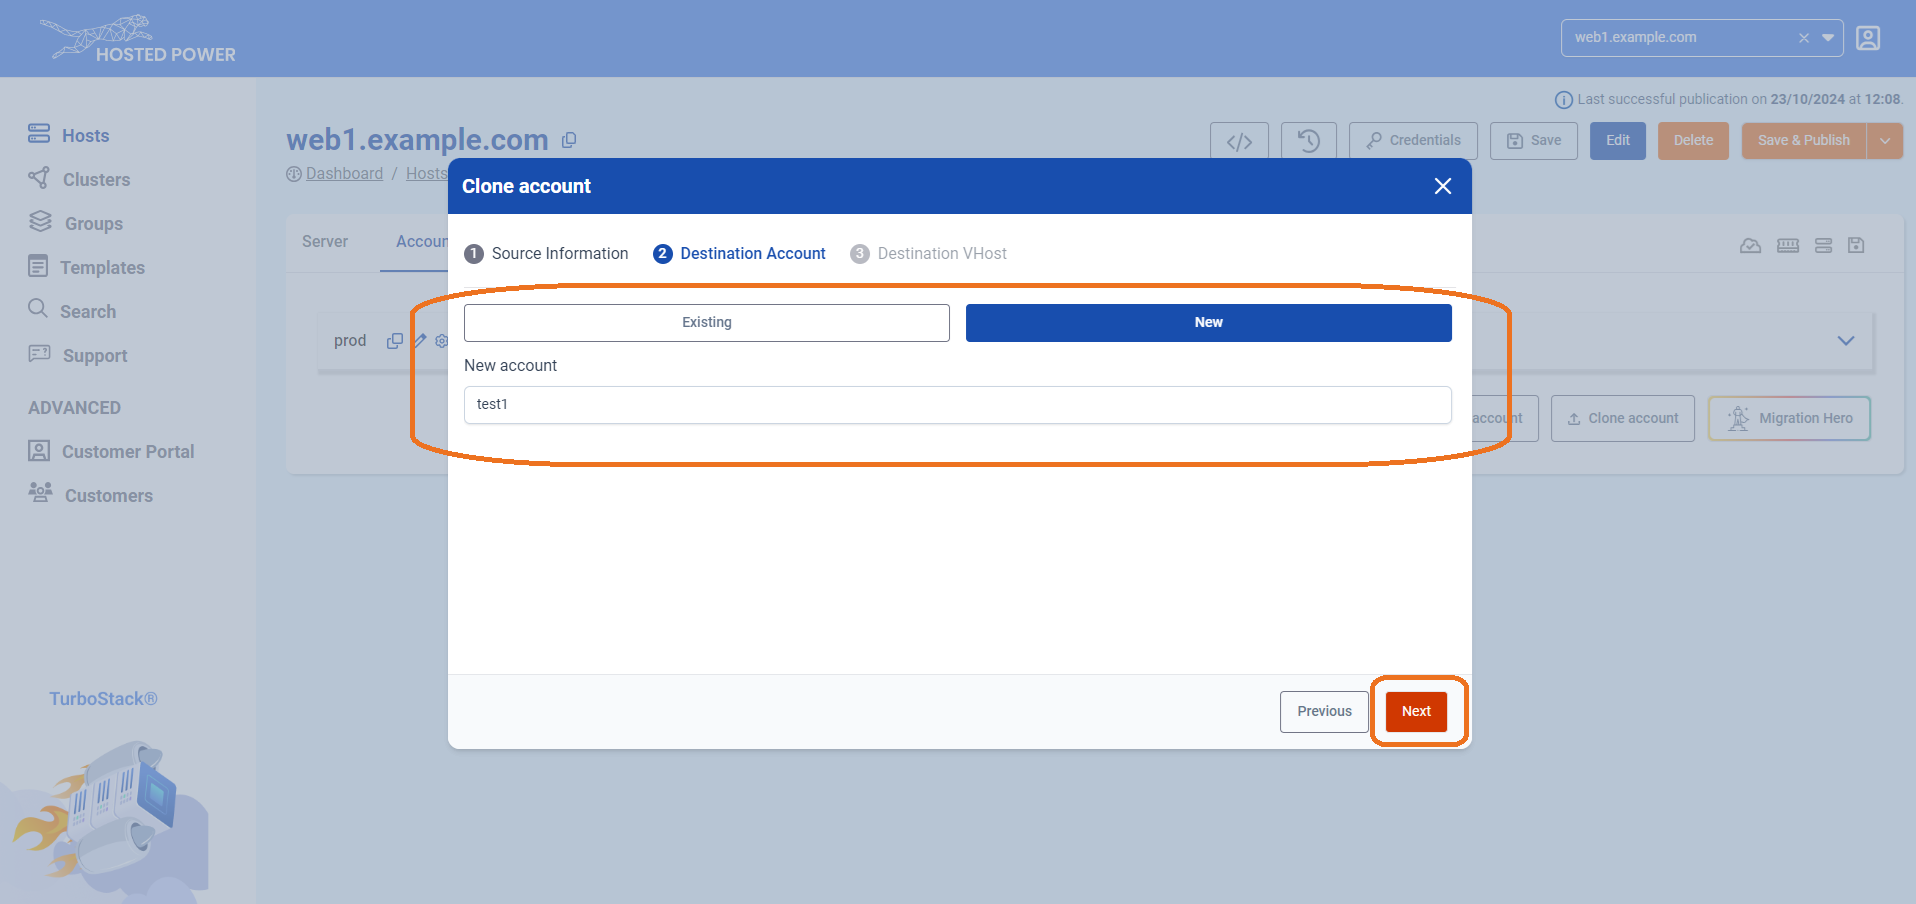 HOSTED POWER
web1.example.com
Last successful publication on 23/10/2024 at 12:08.
web1.example.com
</> Credentials Save Edit Delete Save & Publish
Dashboard / Hosts
Hosts
Clusters
Groups
Templates
Search
Support
ADVANCED
Customer Portal
Customers
TurboStack®
Server Accoun
prod
account Clone account Migration Hero
Clone account
1 Source Information 2 Destination Account 3 Destination VHost
Existing New
New account
test1
Previous Next